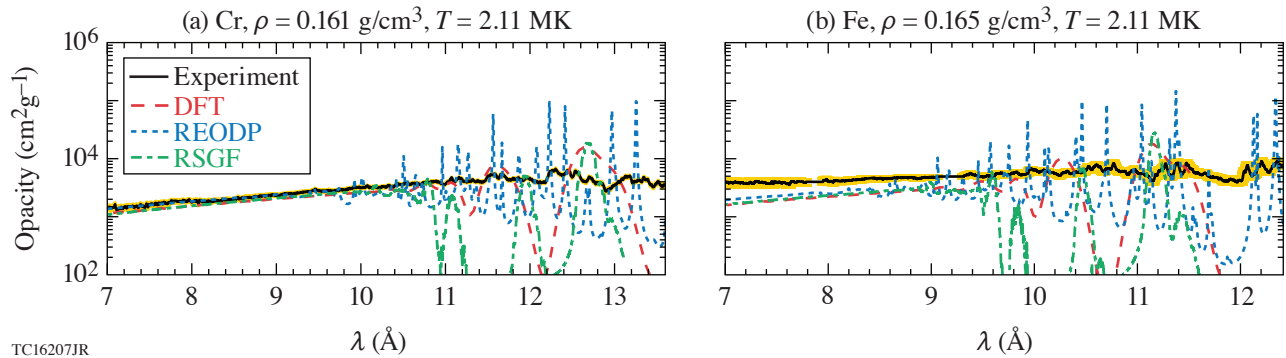 (a) Cr, ρ = 0.161 g/cm³, T = 2.11 MK
(b) Fe, ρ = 0.165 g/cm³, T = 2.11 MK
Opacity (cm²g⁻¹)
10⁶
10⁴
10²
Experiment
DFT
REODP
RSGF
7 8 9 10 11 12 13
7 8 9 10 11 12
λ (Å)
λ (Å)
TC16207JR